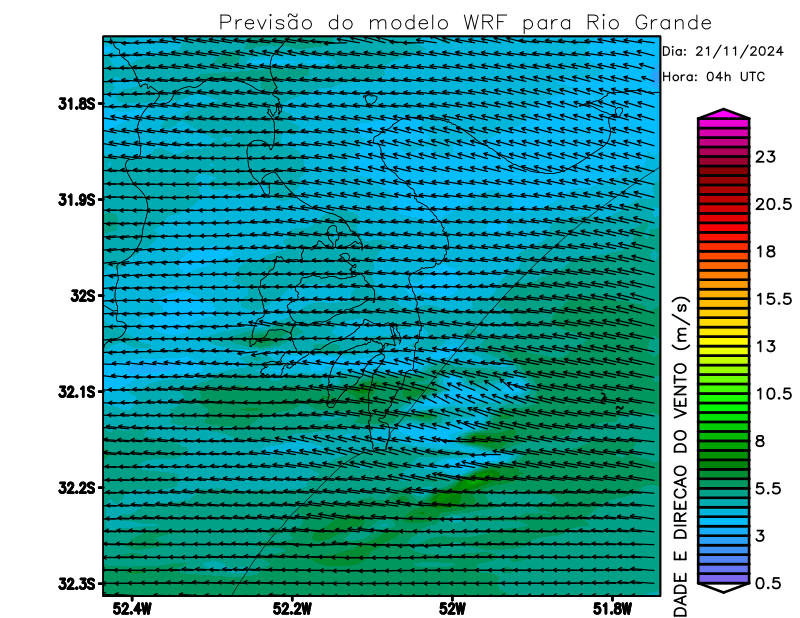 Previsão do modelo WRF para Rio Grande
Dia: 21/11/2024
Hora: 04h UTC
31.8S
31.9S
32S
32.1S
32.2S
32.3S
52.4W
52.2W
52W
51.8W
23
20.5
18
15.5
13
10.5
8
5.5
3
0.5
DADE E DIRECAO DO VENTO (m/s)